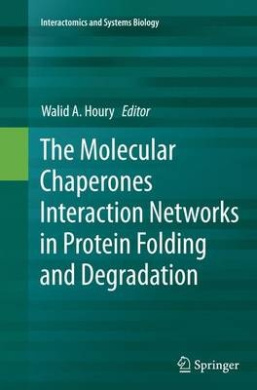 Interactomics and Systems Biology
Walid A. Houry Editor
The Molecular
Chaperones
Interaction Networks
in Protein Folding
and Degradation
Springer